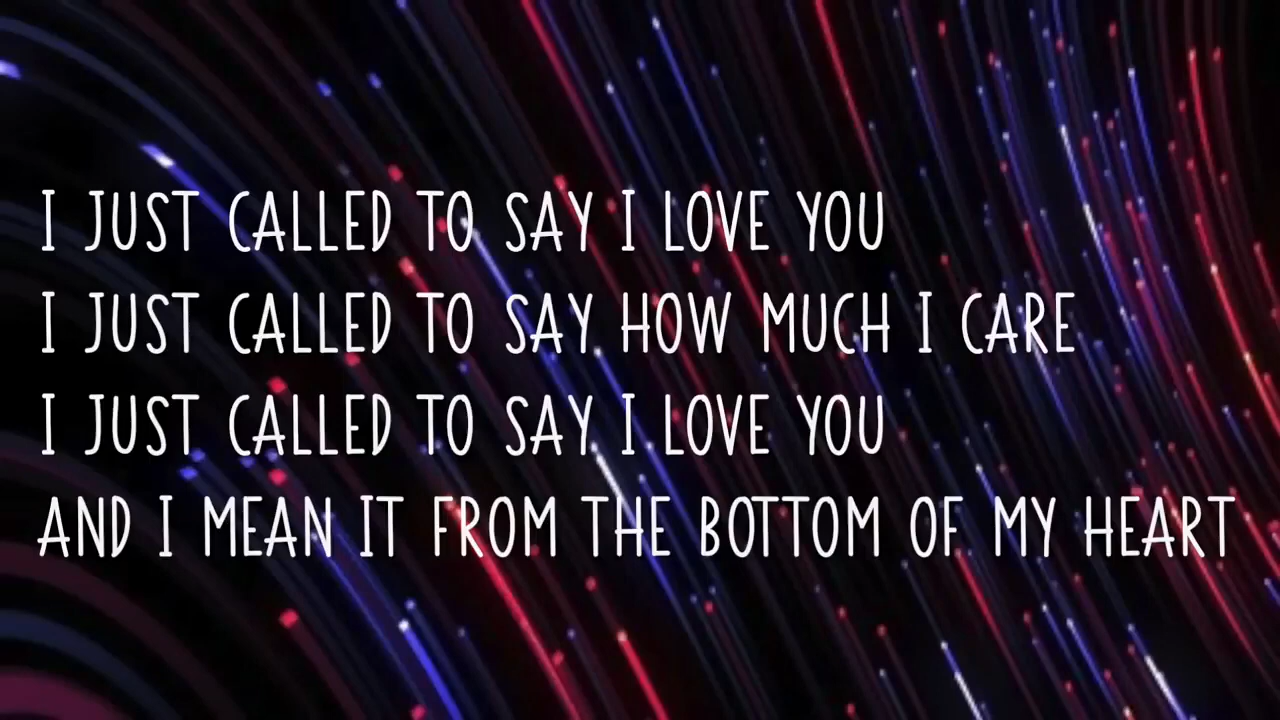 I JUST CALLED TO SAY I LOVE YOU
I JUST CALLED TO SAY HOW MUCH I CARE
I JUST CALLED TO SAY I LOVE YOU
AND I MEAN IT FROM THE BOTTOM OF MY HEART